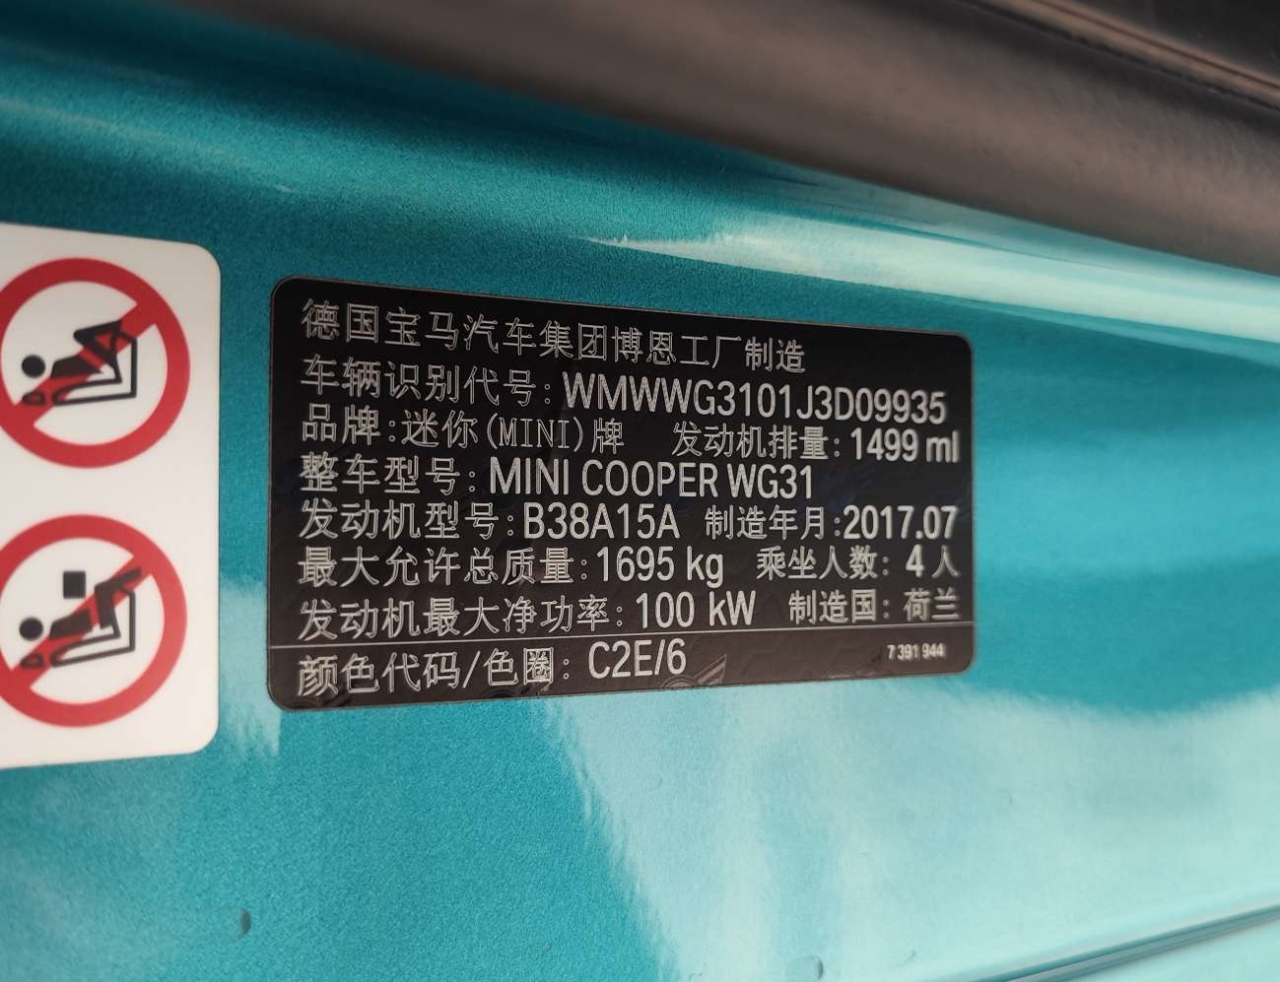 德国宝马汽车集团博恩工厂制造
车辆识别代号: WMWWG3101J3D09935
品牌:迷你(MINI)牌 发动机排量: 1499 ml
整车型号: MINI COOPER WG31
发动机型号: B38A15A 制造年月:2017.07
最大允许总质量: 1695 kg 乘坐人数: 4 人
发动机最大净功率: 100 kW 制造国: 荷兰
颜色代码/色圈: C2E/6 7 391 944